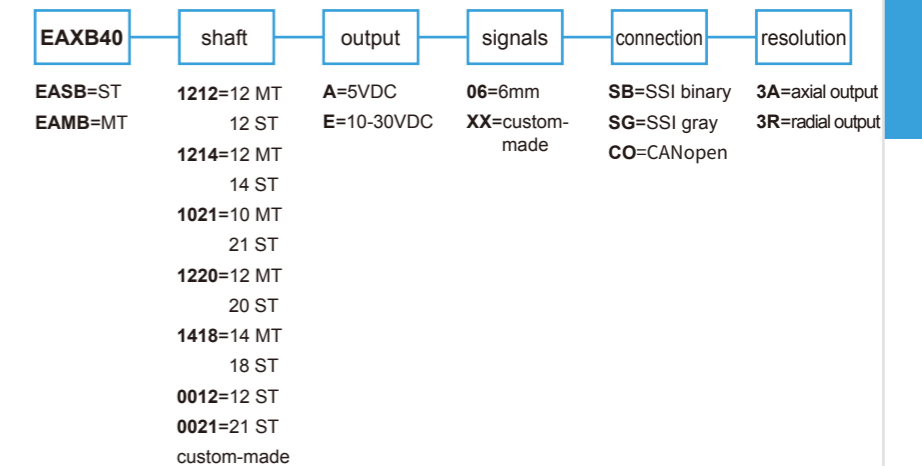 EAXB40 shaft output signals connection resolution
EASB=ST
EAMB=MT
1212=12 MT
12 ST
1214=12 MT
14 ST
1021=10 MT
21 ST
1220=12 MT
20 ST
1418=14 MT
18 ST
0012=12 ST
0021=21 ST
custom-made
A=5VDC
E=10-30VDC
06=6mm
XX=custom-
made
SB=SSI binary
SG=SSI gray
CO=CANopen
3A=axial output
3R=radial output